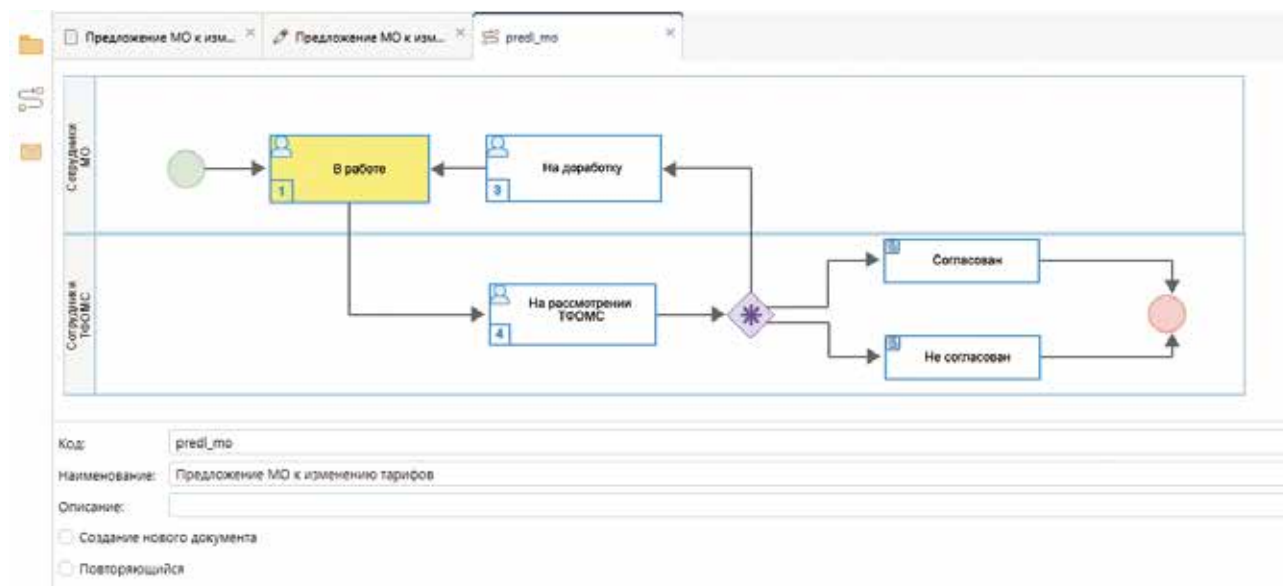 Предложение МО к изм...
Предложение МО к изм...
predl_mo
Сотрудники
МО
В работе
1
На доработку
3
Сотрудники
ТФОМС
На рассмотрении
ТФОМС
4
Согласован
Не согласован
Код:
predl_mo
Наименование:
Предложение МО к изменению тарифов
Описание:
Создание нового документа
Повторяющийся